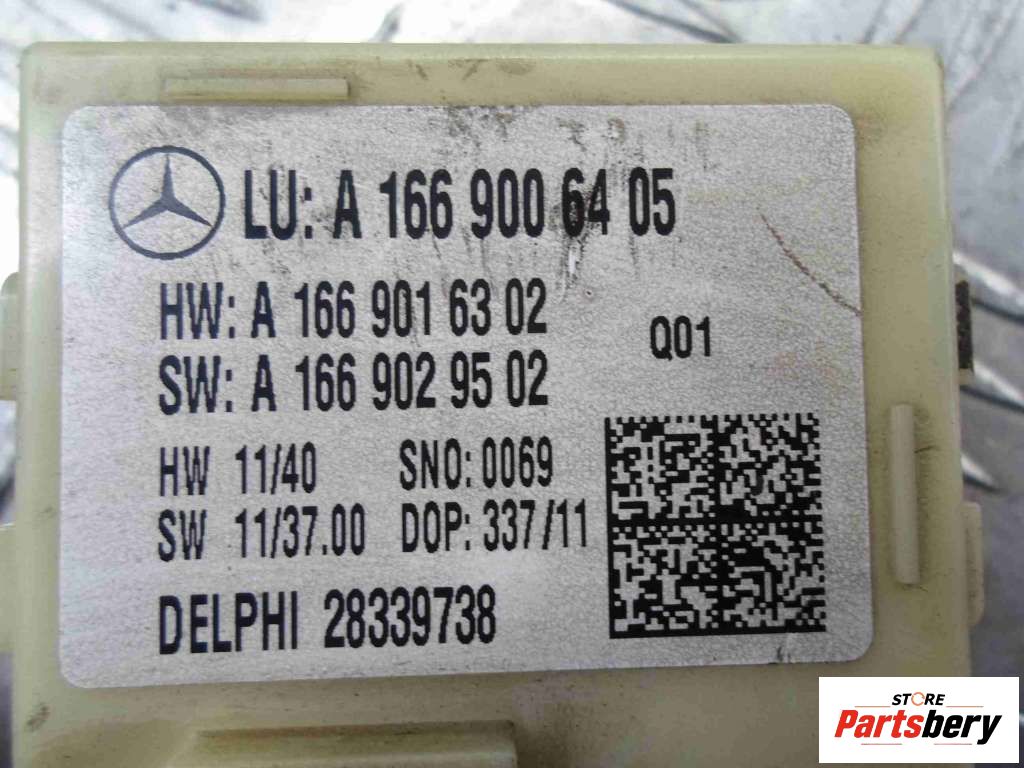 LU: A 166 900 64 05
HW: A 166 901 63 02
SW: A 166 902 95 02
Q01
HW 11/40 SNO: 0069
SW 11/37.00 DOP: 337/11
DELPHI 28339738
STORE
Partsbery